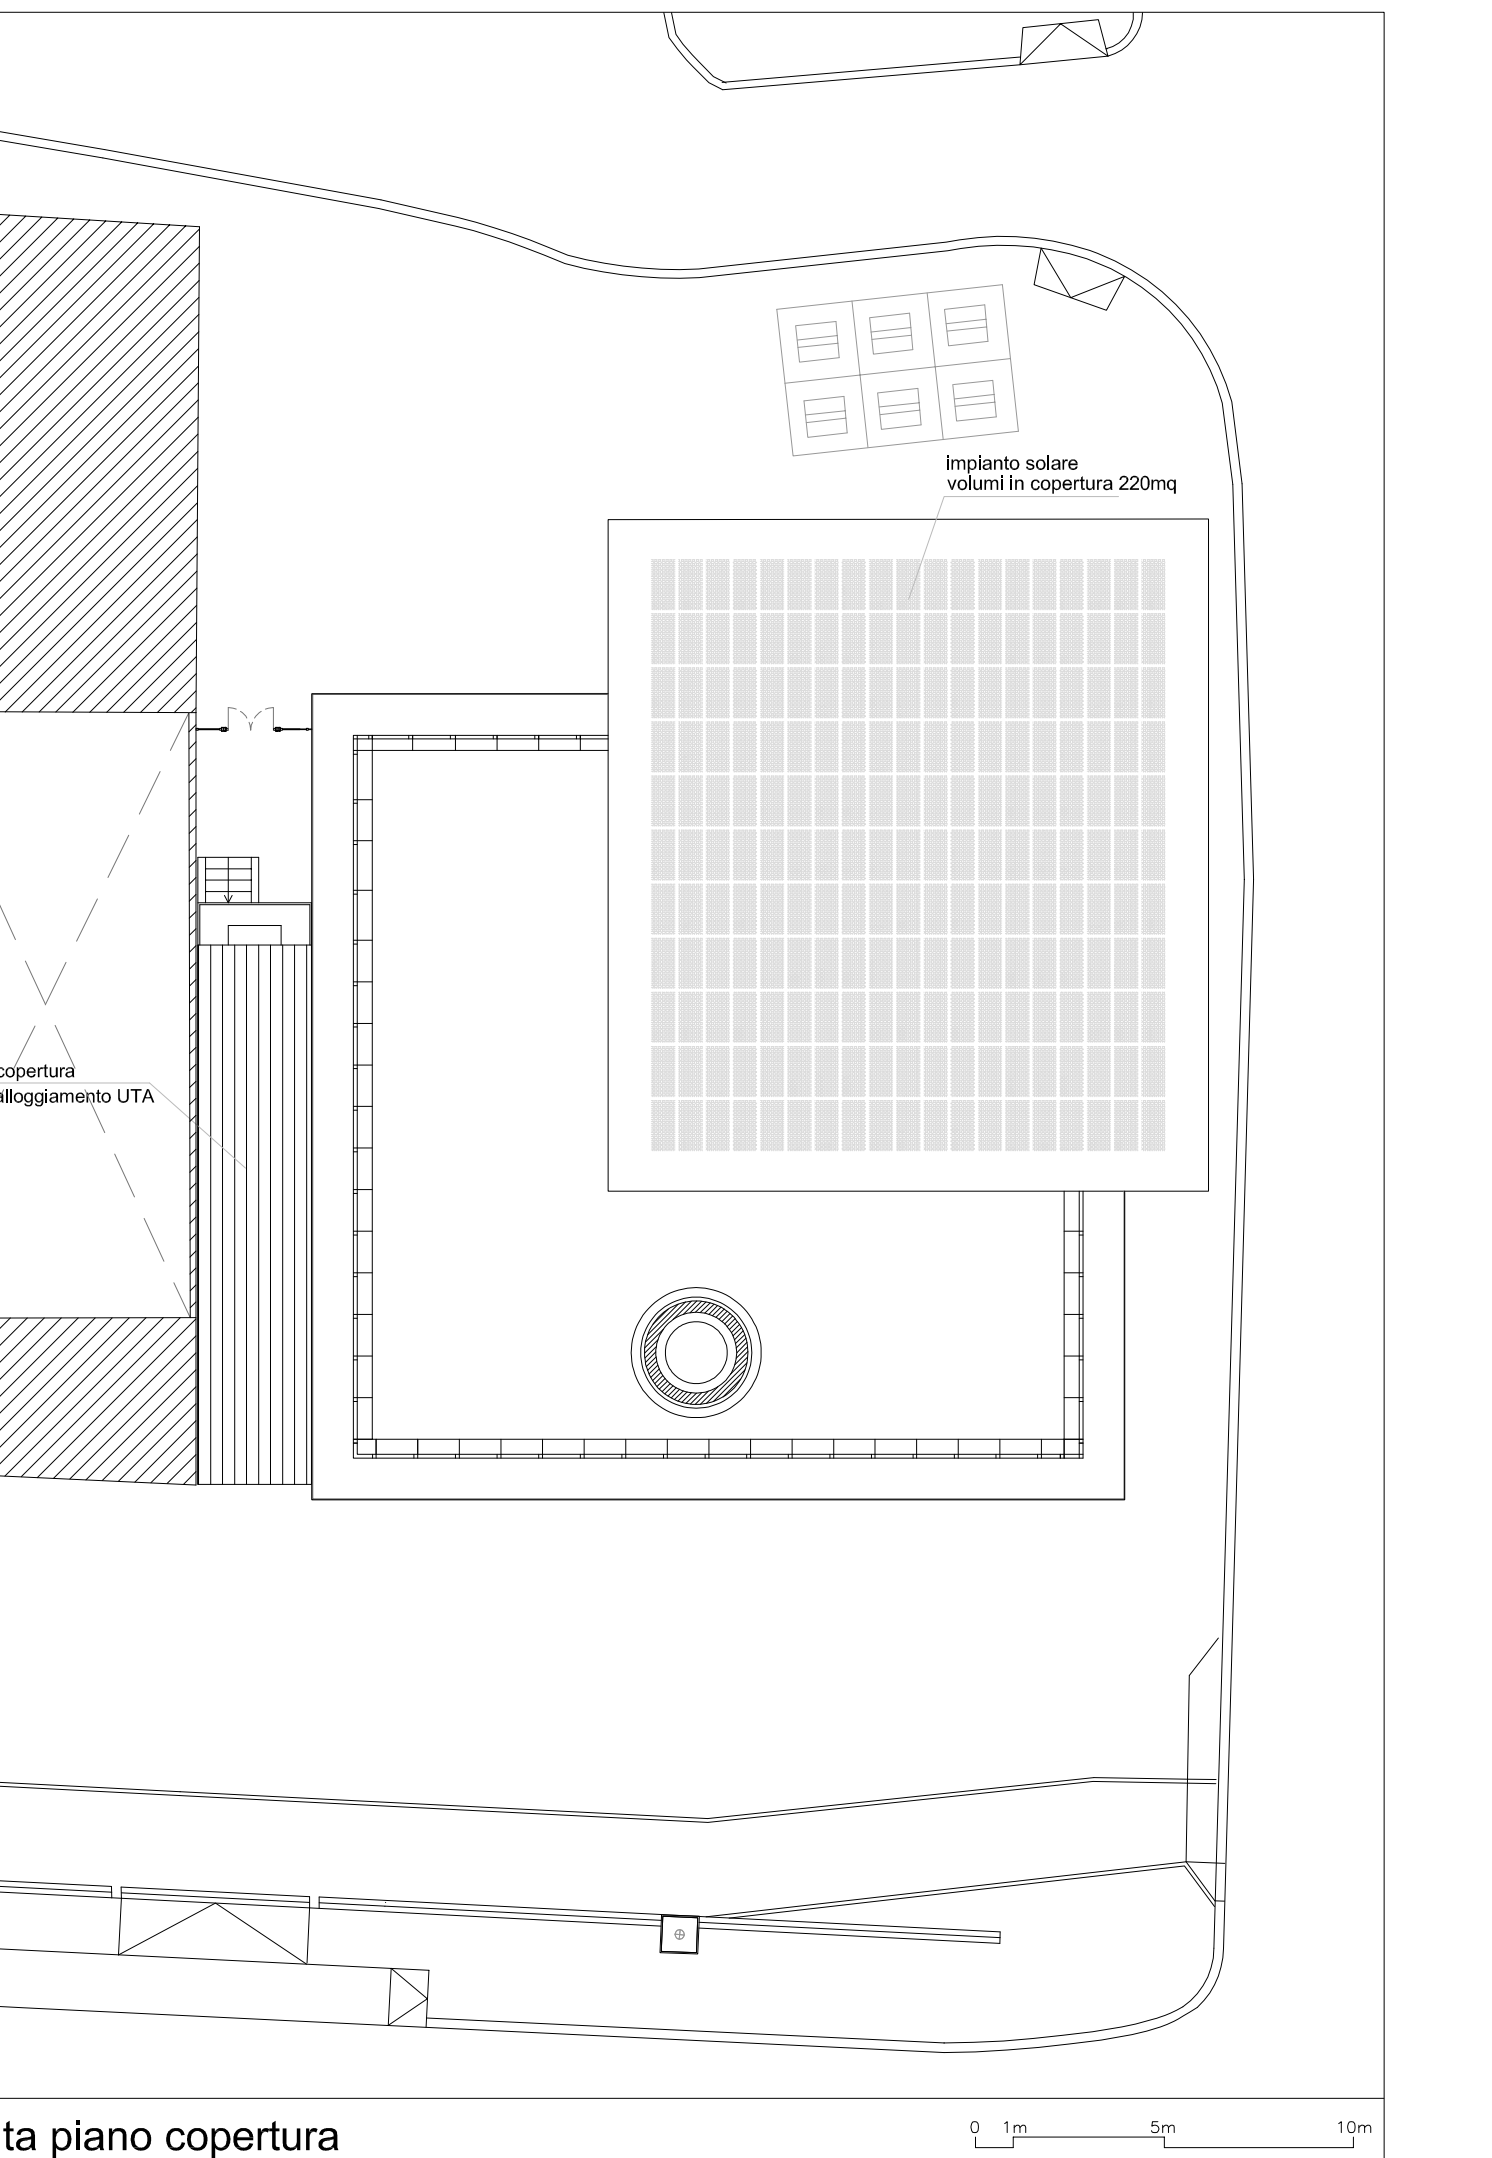 impianto solare
volumi in copertura 220mq
copertura
alloggiamento UTA
ta piano copertura
0 1m 5m 10m